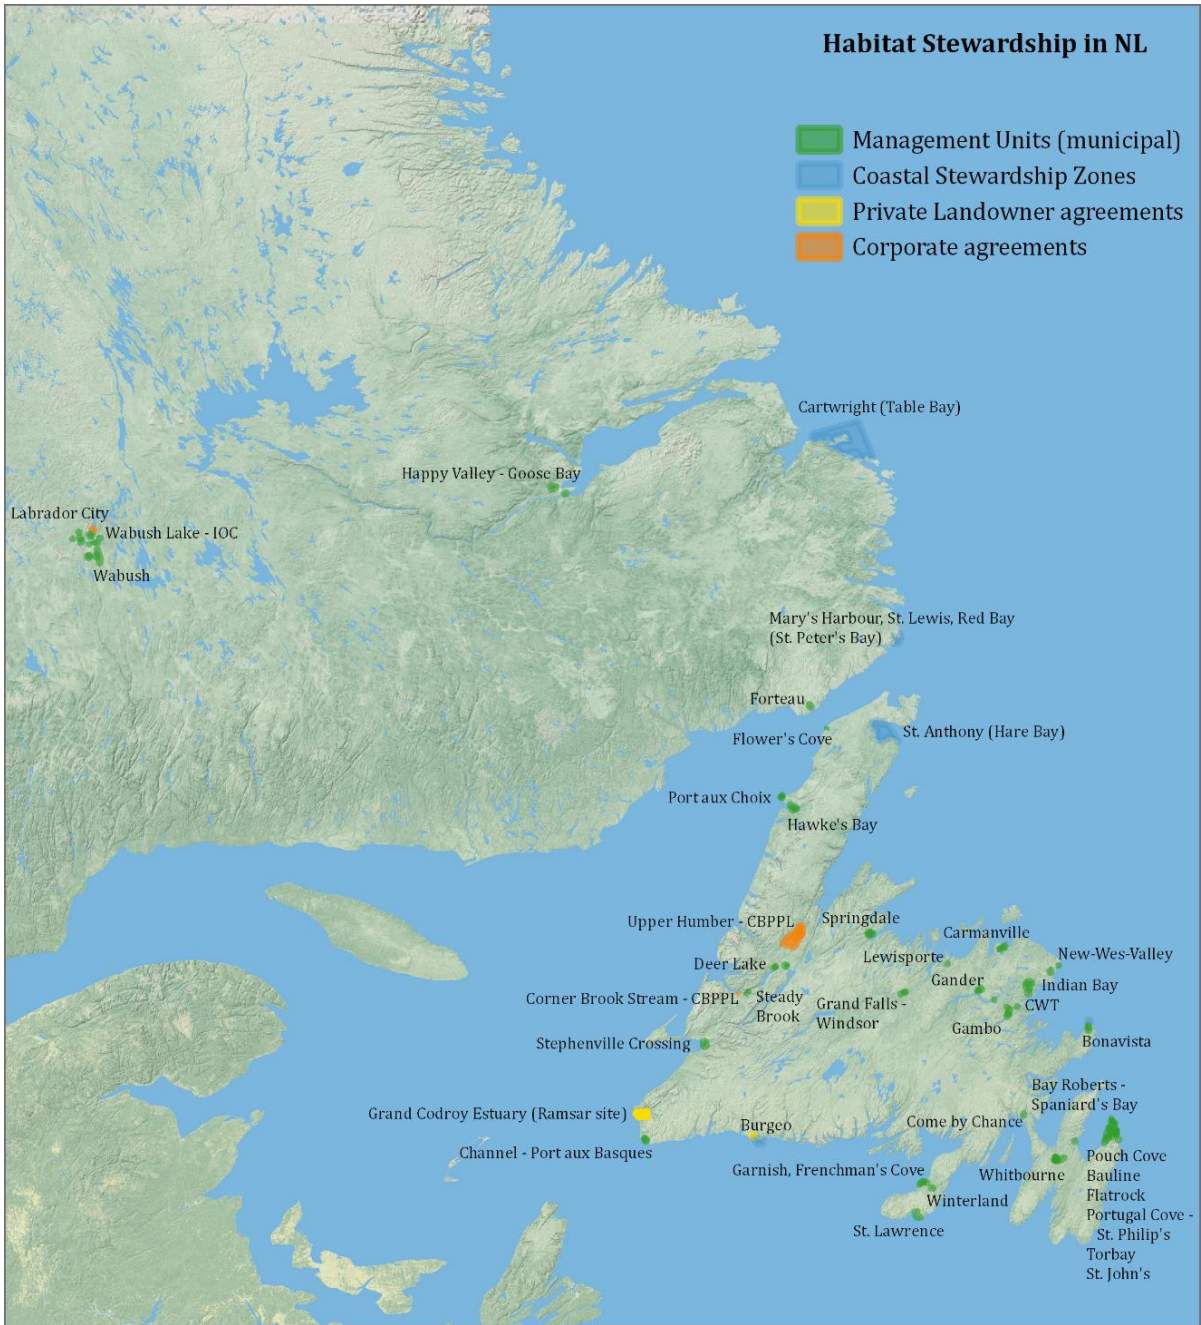 Habitat Stewardship in NL
Management Units (municipal)
Coastal Stewardship Zones
Private Landowner agreements
Corporate agreements
Cartwright (Table Bay)
Happy Valley - Goose Bay
Labrador City
Wabush Lake - IOC
Wabush
Mary's Harbour, St. Lewis, Red Bay
(St. Peter's Bay)
Forteau
Flower's Cove
St. Anthony (Hare Bay)
Port aux Choix
Hawke's Bay
Upper Humber - CBPPL
Springdale
Carmanville
Lewisporte
New-Wes-Valley
Deer Lake
Gander
Indian Bay
Corner Brook Stream - CBPPL
Steady
Brook
Grand Falls -
Windsor
CWT
Gambo
Stephenville Crossing
Bonavista
Bay Roberts -
Spaniard's Bay
Grand Codroy Estuary (Ramsar site)
Burgeo
Come by Chance
Channel - Port aux Basques
Garnish, Frenchman's Cove
Whitbourne
Winterland
St. Lawrence
Pouch Cove
Bauline
Flatrock
Portugal Cove -
St. Philip's
Torbay
St. John's